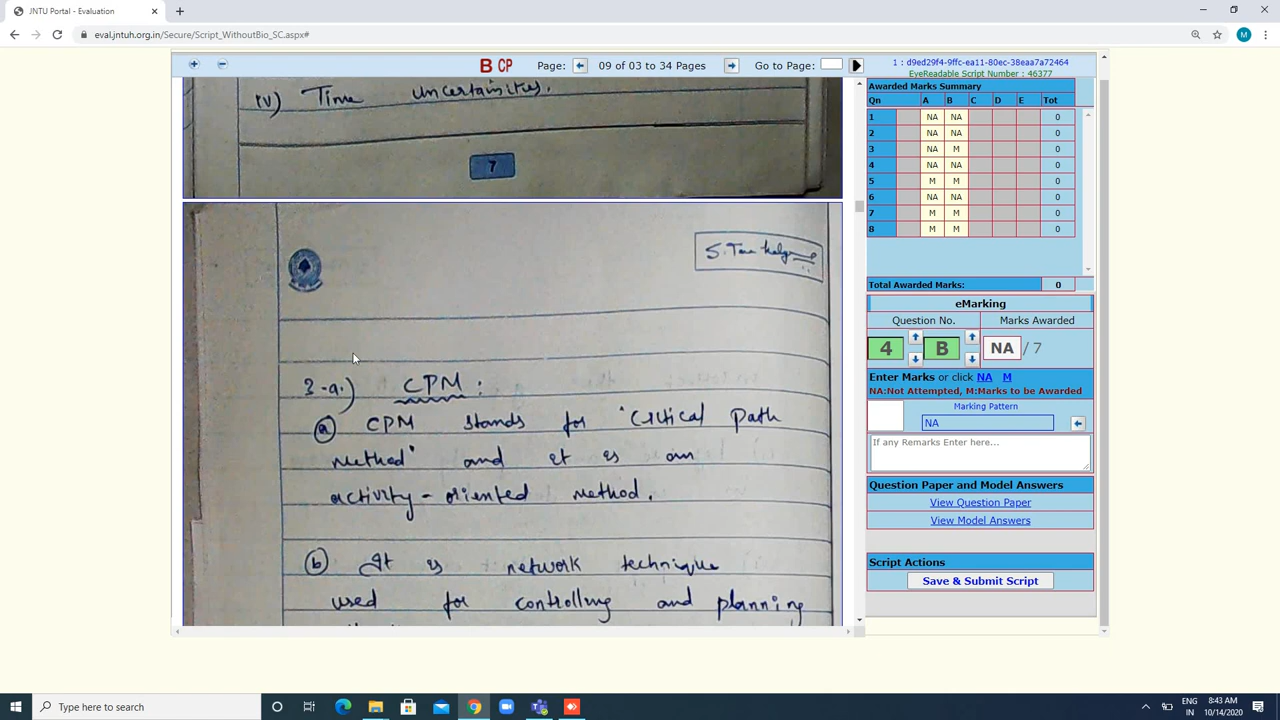 JNTU Portal - Evaluation
eval.jntuh.org.in/Secure/Script_WithoutBio_SC.aspx#
M
B CP Page: 09 of 03 to 34 Pages Go to Page:
1 : d9ed29f4-9ffc-ea11-80ec-38eaa7a72464
EyeReadable Script Number : 46377
(v) Time uncertainities.
7
S.
3.a.) CPM :
(a) CPM stands for 'Critical Path
Method' and it is an
activity-oriented method.
(b) It is network technique
used for controlling and planning
Awarded Marks Summary
Qn A B C D E Tot
1 NA NA 0
2 NA NA 0
3 NA M 0
4 NA NA 0
5 M M 0
6 NA NA 0
7 M M 0
8 M M 0
Total Awarded Marks: 0
eMarking
Question No. Marks Awarded
4 B NA / 7
Enter Marks or click NA M
NA:Not Attempted, M:Marks to be Awarded
Marking Pattern
NA
If any Remarks Enter here...
Question Paper and Model Answers
View Question Paper
View Model Answers
Script Actions
Save & Submit Script
Type here to search
ENG
IN
8:43 AM
10/14/2020